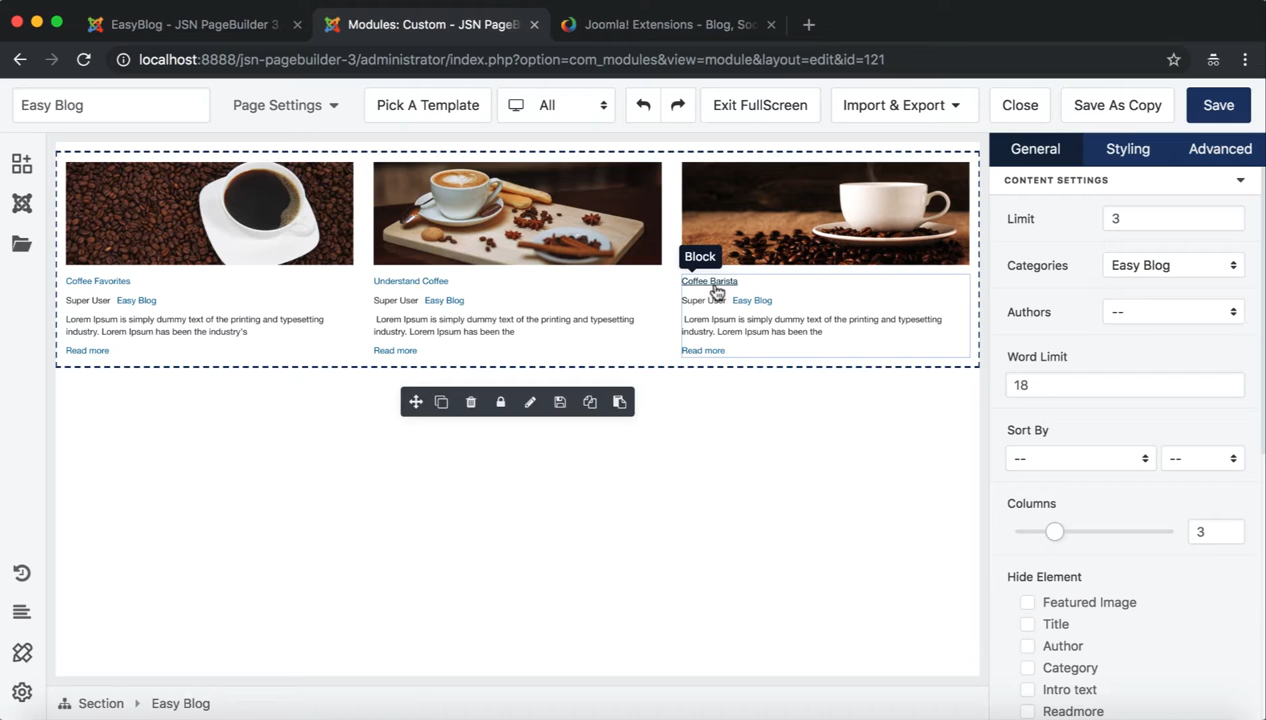 EasyBlog - JSN PageBuilder 3
Modules: Custom - JSN PageB
Joomla! Extensions - Blog, Soc
localhost:8888/jsn-pagebuilder-3/administrator/index.php?option=com_modules&view=module&layout=edit&id=121
Easy Blog
Page Settings
Pick A Template
All
Exit FullScreen
Import & Export
Close
Save As Copy
Save
General
Styling
Advanced
CONTENT SETTINGS
Limit
3
Categories
Easy Blog
Authors
--
Word Limit
18
Sort By
--
--
Columns
3
Hide Element
Featured Image
Title
Author
Category
Intro text
Readmore
Coffee Favorites
Super User Easy Blog
Lorem Ipsum is simply dummy text of the printing and typesetting
industry. Lorem Ipsum has been the industry's
Read more
Understand Coffee
Super User Easy Blog
Lorem Ipsum is simply dummy text of the printing and typesetting
industry. Lorem Ipsum has been the
Read more
Block
Coffee Barista
Super User Easy Blog
Lorem Ipsum is simply dummy text of the printing and typesetting
industry. Lorem Ipsum has been the
Read more
Section
Easy Blog